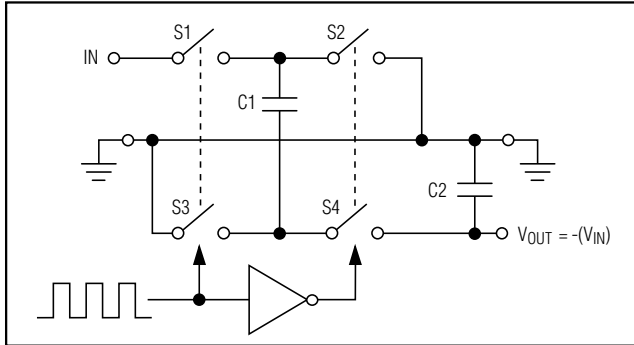 S1
S2
IN
C1
C2
S3
S4
VOUT = -(VIN)